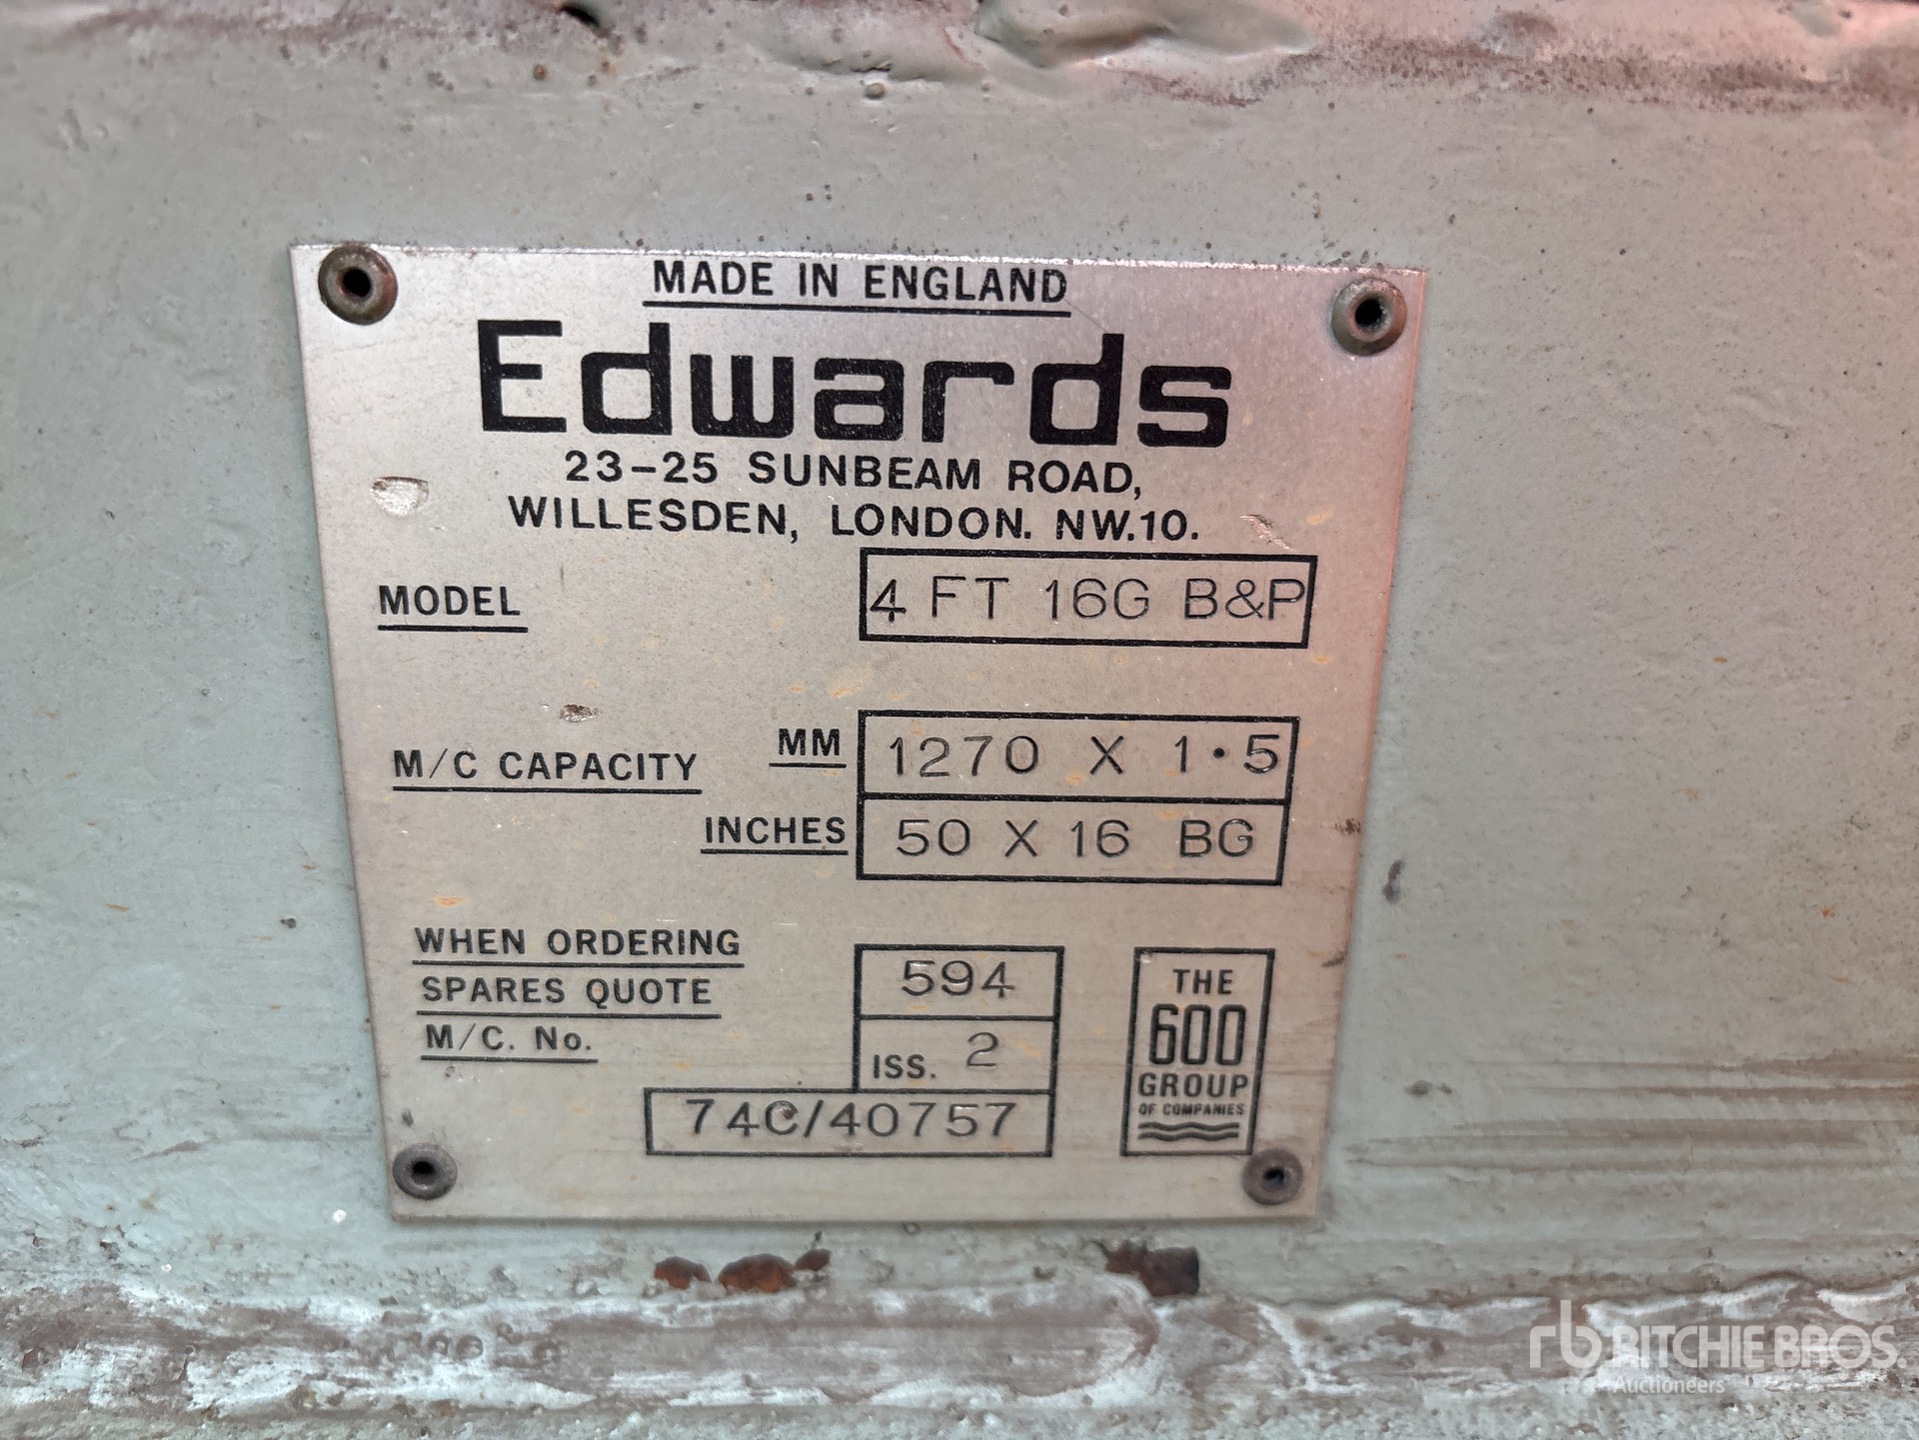 MADE IN ENGLAND
Edwards
23-25 SUNBEAM ROAD,
WILLESDEN, LONDON. NW.10.
MODEL 4 FT 16G B&P
M/C CAPACITY MM 1270 X 1·5
INCHES 50 X 16 BG
WHEN ORDERING
SPARES QUOTE
M/C. No.
594
ISS. 2
74C/40757
THE
600
GROUP
OF COMPANIES
rb RITCHIE BROS.
Auctioneers